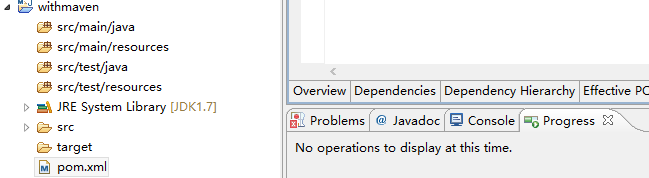 withmaven
src/main/java
src/main/resources
src/test/java
src/test/resources
JRE System Library [JDK1.7]
src
target
pom.xml
Overview Dependencies Dependency Hierarchy Effective PO
Problems Javadoc Console Progress
No operations to display at this time.